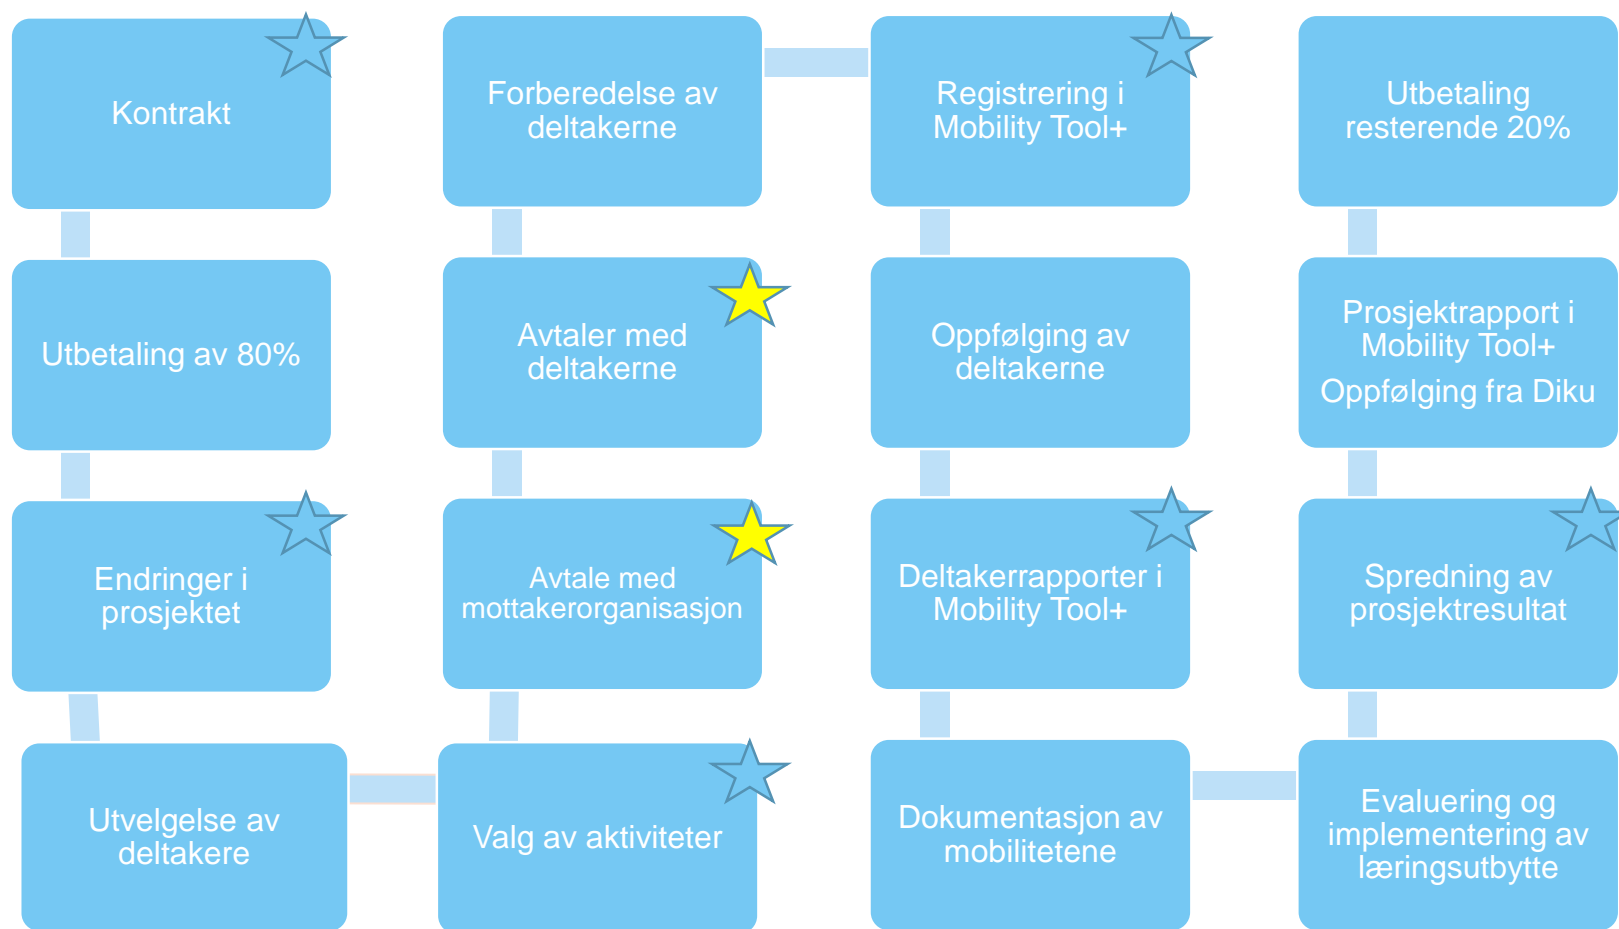 Kontrakt
Utbetaling av 80%
Endringer i
prosjektet
Utvelgelse av
deltakere
Valg av aktiviteter
Avtale med
mottakerorganisasjon
Avtaler med
deltakerne
Forberedelse av
deltakerne
Registrering i
Mobility Tool+
Oppfølging av
deltakerne
Deltakerrapporter i
Mobility Tool+
Dokumentasjon av
mobilitetene
Evaluering og
implementering av
læringsutbytte
Spredning av
prosjektresultat
Prosjektrapport i
Mobility Tool+
Oppfølging fra Diku
Utbetaling
resterende 20%